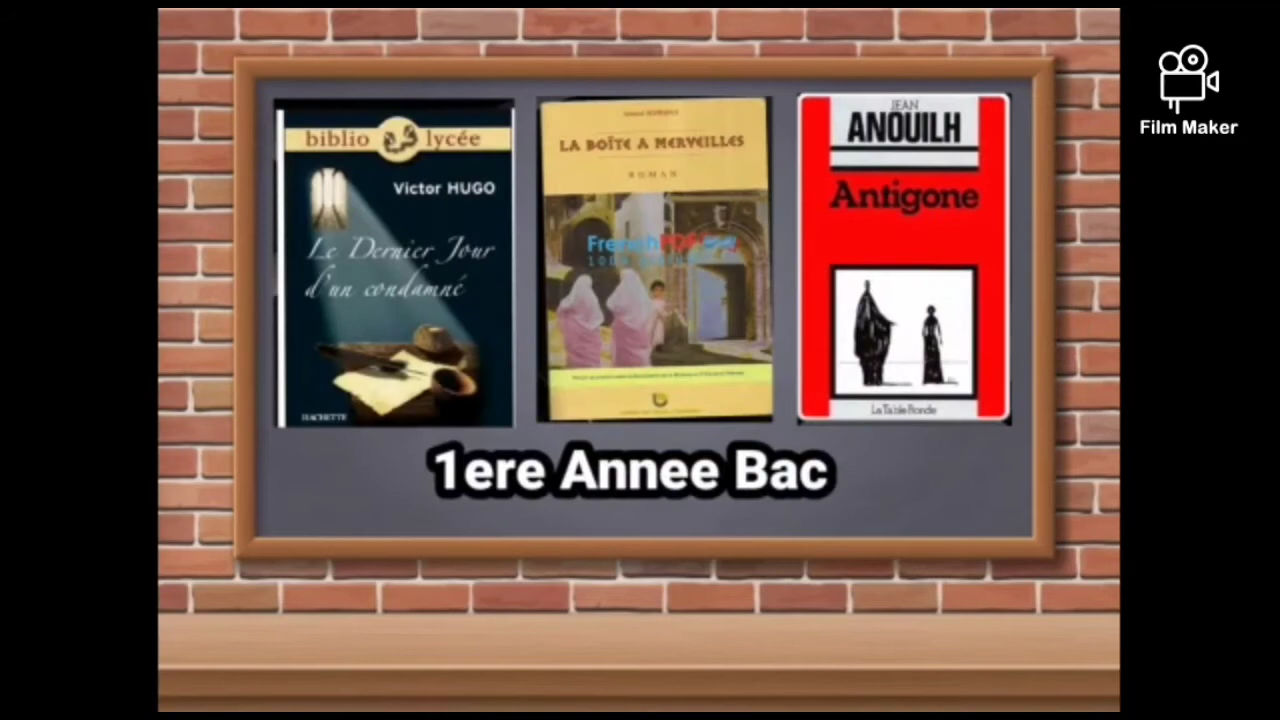 biblio lycée
Victor HUGO
Le Dernier Jour
d'un condamné
HACHETTE
LA BOÎTE A MERVEILLES
ROMAN
JEAN
ANOUILH
Antigone
La Table Ronde
1ere Annee Bac
Film Maker